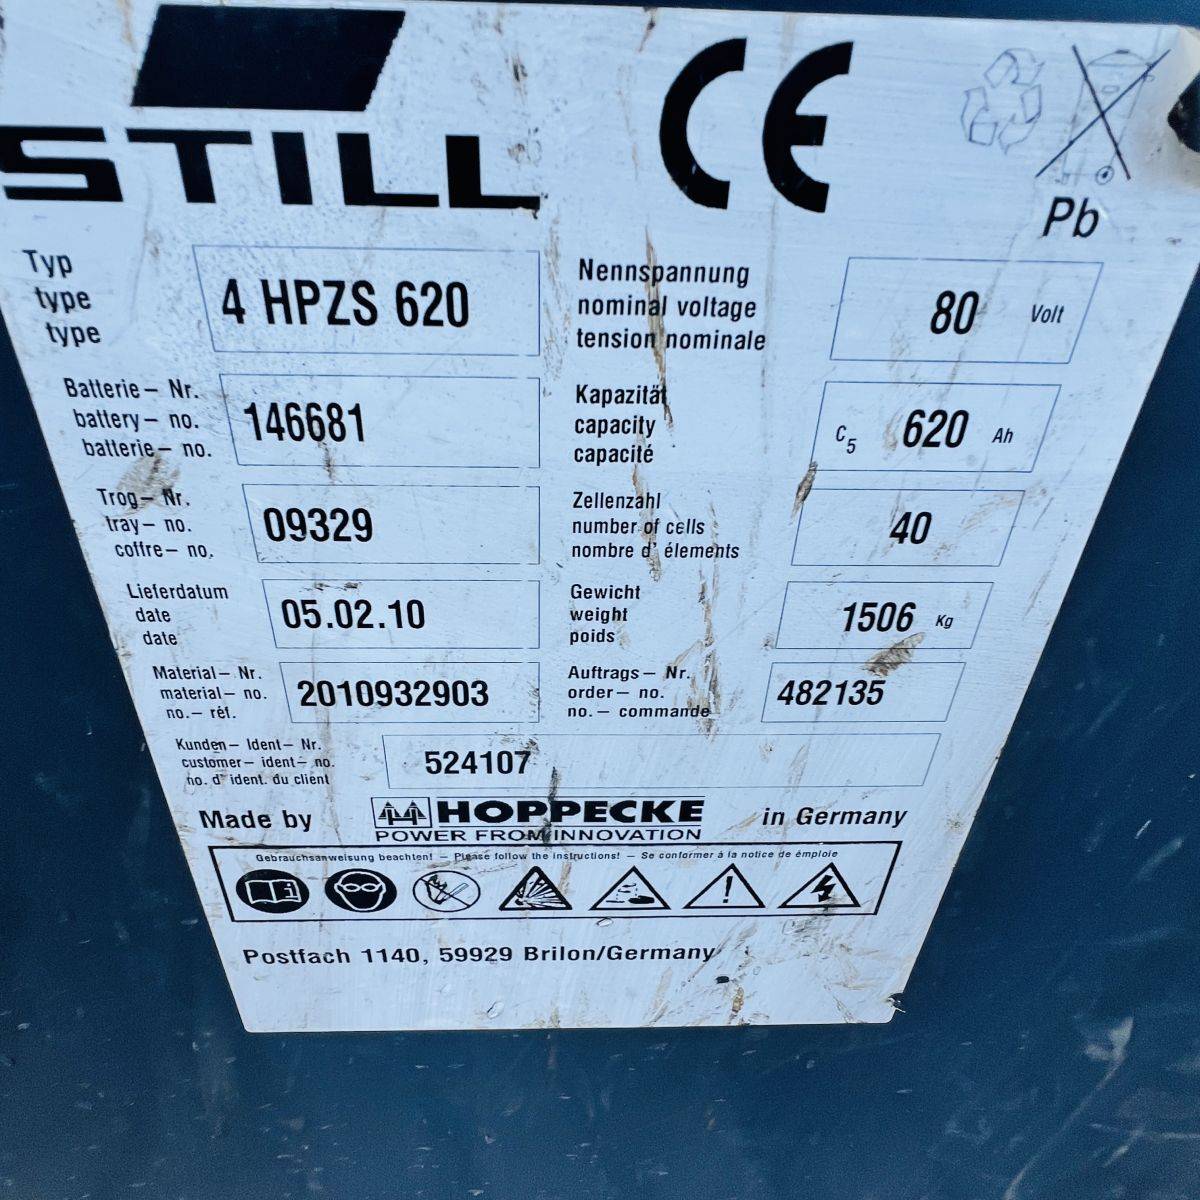 STILL
CE
Pb
Typ
type
type
4 HPZS 620
Nennspannung
nominal voltage
tension nominale
80 Volt
Batterie – Nr.
battery – no.
batterie – no.
146681
Kapazität
capacity
capacité
C5 620 Ah
Trog – Nr.
tray – no.
coffre – no.
09329
Zellenzahl
number of cells
nombre d' élements
40
Lieferdatum
date
date
05.02.10
Gewicht
weight
poids
1506 Kg
Material – Nr.
material – no.
no. – réf.
2010932903
Auftrags – Nr.
order – no.
no. – commande
482135
Kunden – Ident – Nr.
customer – ident – no.
no. d' ident. du client
524107
Made by HOPPECKE in Germany
POWER FROM INNOVATION
Gebrauchsanweisung beachten! – Please follow the instructions! – Se conformer à la notice de émploie
Postfach 1140, 59929 Brilon/Germany